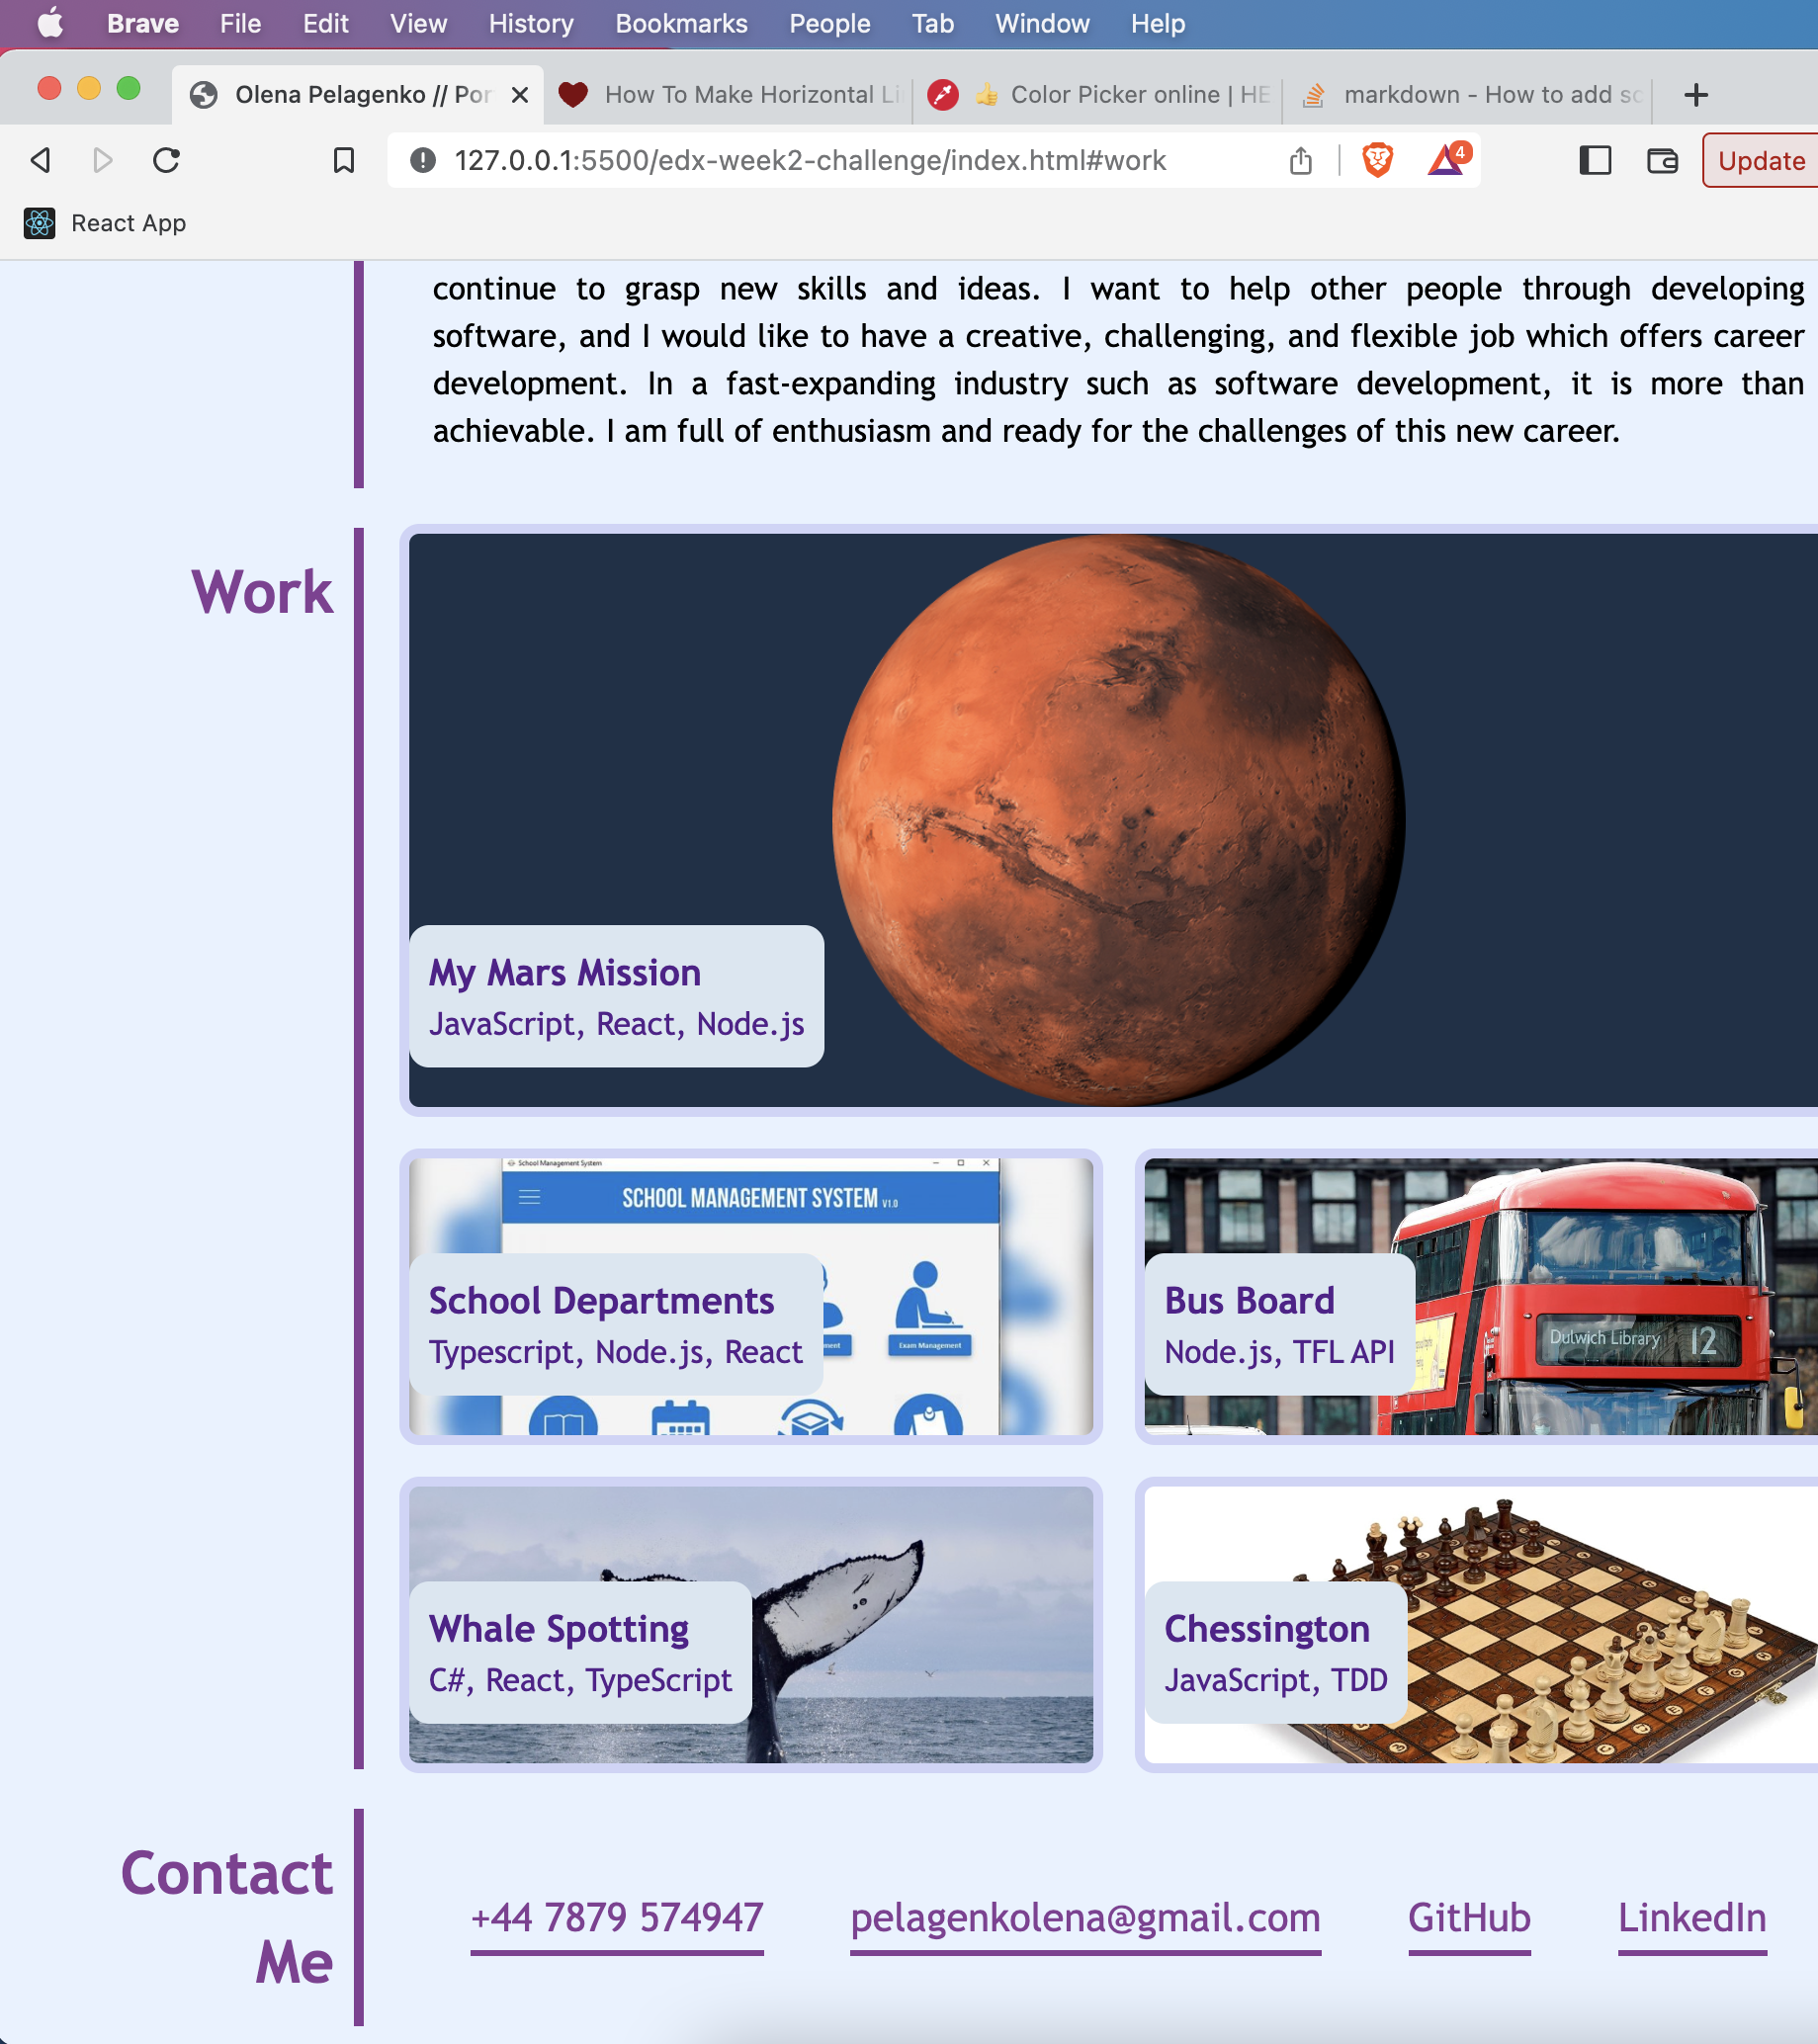 Brave File Edit View History Bookmarks People Tab Window Help
Olena Pelagenko // Por
How To Make Horizontal Li
Color Picker online | HE
markdown - How to add sc
127.0.0.1:5500/edx-week2-challenge/index.html#work
4
Update
React App
continue to grasp new skills and ideas. I want to help other people through developing
software, and I would like to have a creative, challenging, and flexible job which offers career
development. In a fast-expanding industry such as software development, it is more than
achievable. I am full of enthusiasm and ready for the challenges of this new career.
Work
My Mars Mission
JavaScript, React, Node.js
School Management System
SCHOOL MANAGEMENT SYSTEM V1.0
School Departments
Typescript, Node.js, React
ment
Exam Management
Bus Board
Node.js, TFL API
Dulwich Library 12
Whale Spotting
C#, React, TypeScript
Chessington
JavaScript, TDD
Contact
Me
+44 7879 574947
pelagenkolena@gmail.com
GitHub
LinkedIn